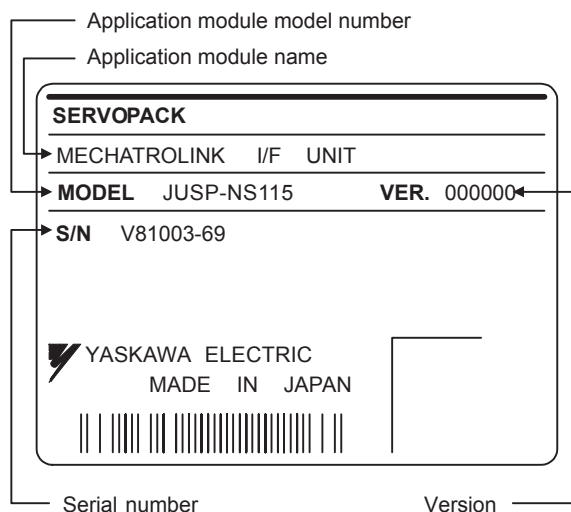 Application module model number
Application module name
SERVOPACK
MECHATROLINK I/F UNIT
MODEL JUSP-NS115 VER. 000000
S/N V81003-69
YASKAWA ELECTRIC
MADE IN JAPAN
Serial number Version